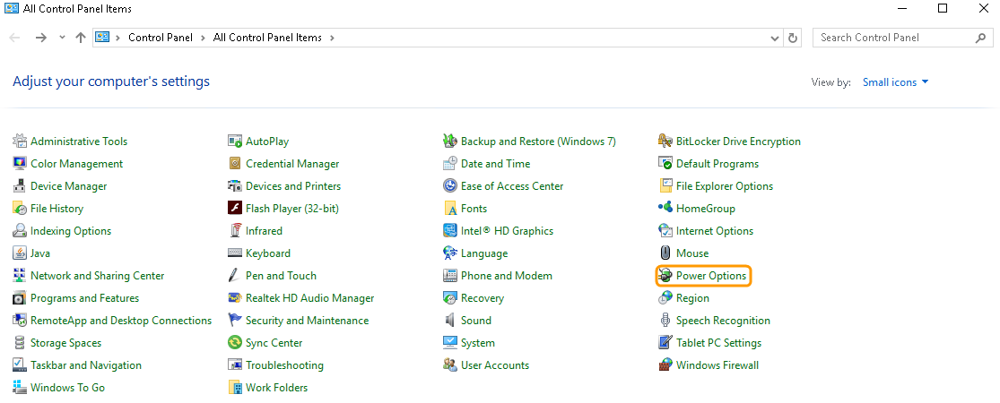 All Control Panel Items
Control Panel > All Control Panel Items >
Search Control Panel
Adjust your computer's settings
View by: Small icons
Administrative Tools
AutoPlay
Backup and Restore (Windows 7)
BitLocker Drive Encryption
Color Management
Credential Manager
Date and Time
Default Programs
Device Manager
Devices and Printers
Ease of Access Center
File Explorer Options
File History
Flash Player (32-bit)
Fonts
HomeGroup
Indexing Options
Infrared
Intel® HD Graphics
Internet Options
Java
Keyboard
Language
Mouse
Network and Sharing Center
Pen and Touch
Phone and Modem
Power Options
Programs and Features
Realtek HD Audio Manager
Recovery
Region
RemoteApp and Desktop Connections
Security and Maintenance
Sound
Speech Recognition
Storage Spaces
Sync Center
System
Tablet PC Settings
Taskbar and Navigation
Troubleshooting
User Accounts
Windows Firewall
Windows To Go
Work Folders